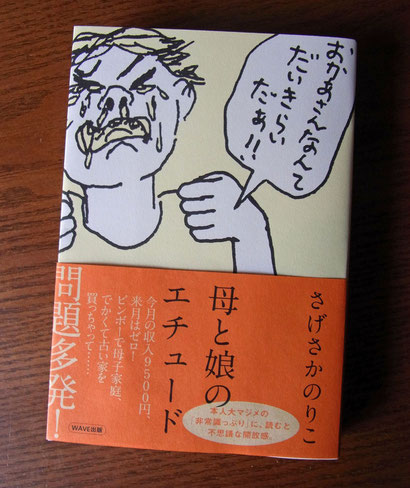 おかあさんなんて
だいきらい
だぁ!!
さげさかのりこ
母と娘の
エチュード
本人大マジメの
「非常識っぷり」に、読むと
不思議な開放感。
今月の収入9500円、
来月はゼロ!
ビンボーで母子家庭、
でかくて古い家を
買っちゃって……
問題多発!
WAVE出版